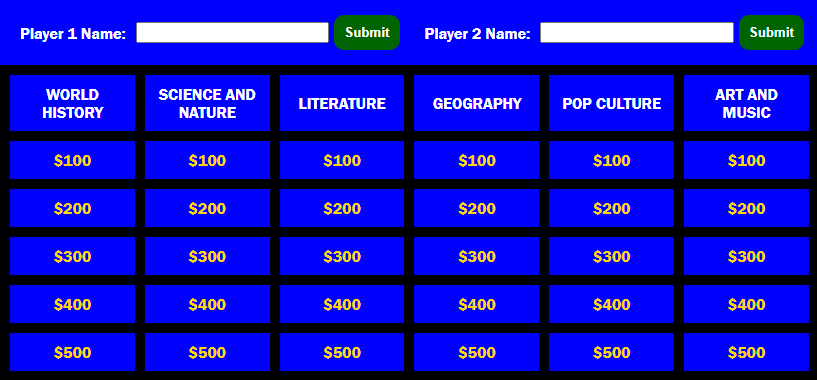 Player 1 Name: Submit Player 2 Name: Submit
WORLD HISTORY SCIENCE AND NATURE LITERATURE GEOGRAPHY POP CULTURE ART AND MUSIC
$100 $100 $100 $100 $100 $100
$200 $200 $200 $200 $200 $200
$300 $300 $300 $300 $300 $300
$400 $400 $400 $400 $400 $400
$500 $500 $500 $500 $500 $500